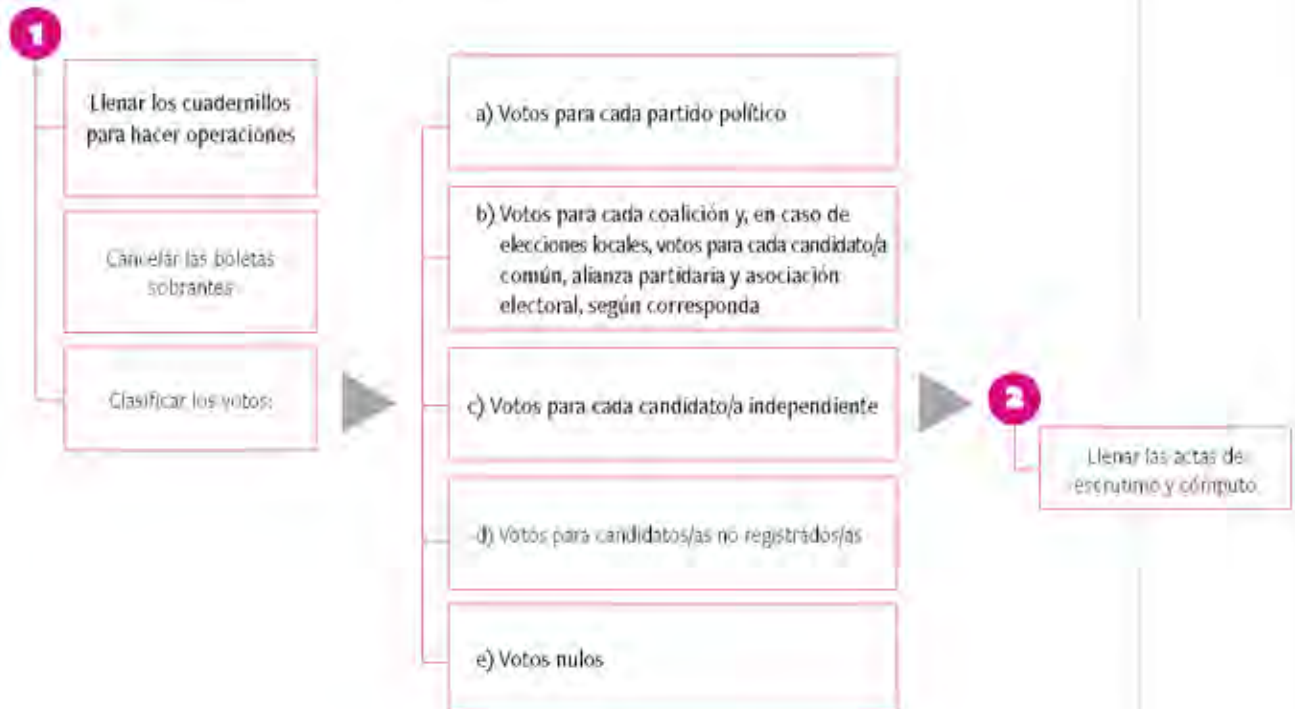 1
Llenar los cuadernillos
para hacer operaciones
Cancelar las boletas
sobrantes
Clasificar los votos:
a) Votos para cada partido político
b) Votos para cada coalición y, en caso de
elecciones locales, votos para cada candidato/a
común, alianza partidaria y asociación
electoral, según corresponda
c) Votos para cada candidato/a independiente
d) Votos para candidatos/as no registrados/as
e) Votos nulos
2
Llenar las actas de
escrutinio y cómputo